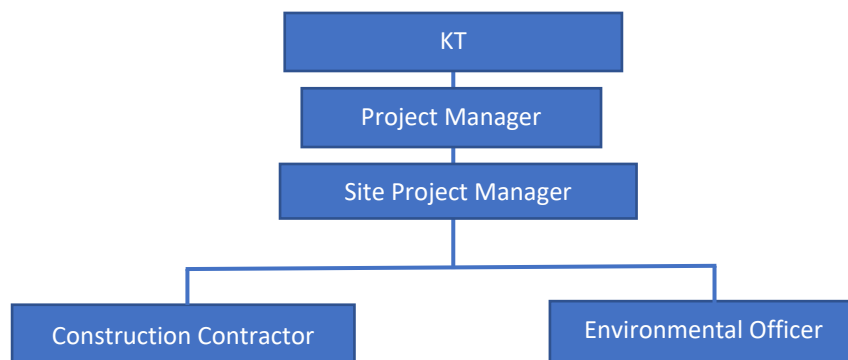 KT
Project Manager
Site Project Manager
Construction Contractor
Environmental Officer